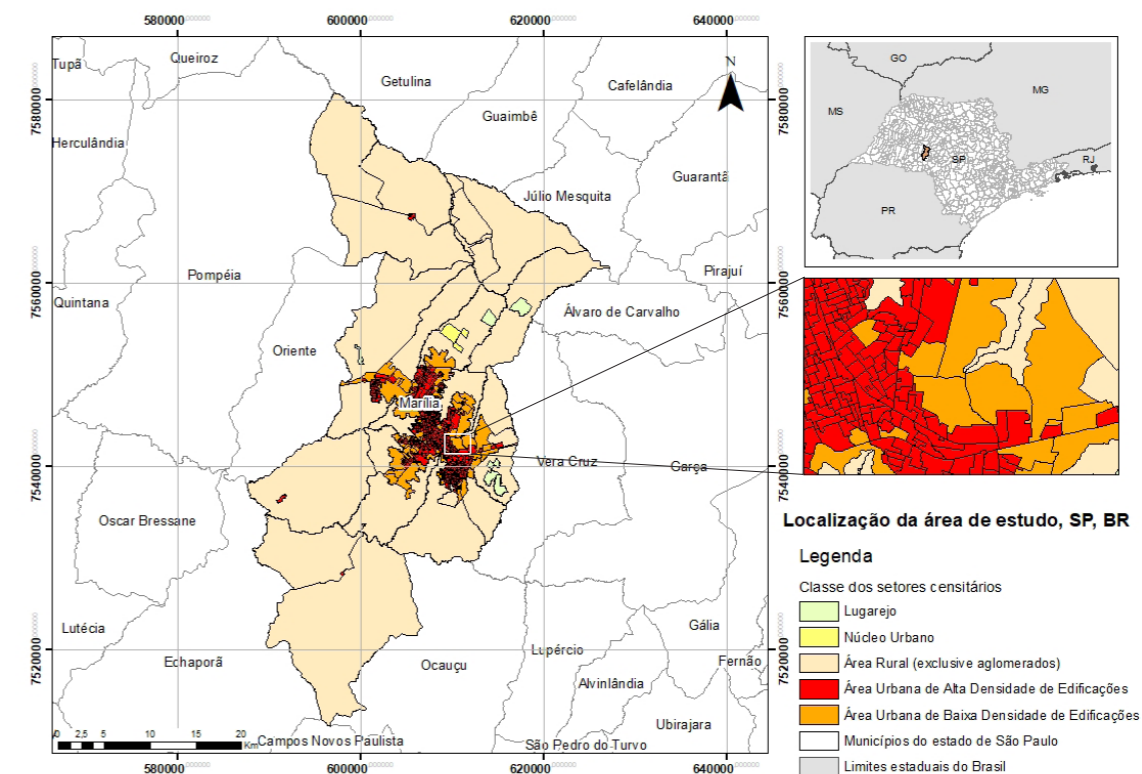 580000 600000 620000 640000
7580000
7560000
7540000
7520000
7580000
7560000
7540000
7520000
Tupã
Queiroz
Getulina
Cafelândia
N
Guaimbê
Herculândia
Guarantã
Júlio Mesquita
Pompéia
Pirajuí
Quintana
Álvaro de Carvalho
Oriente
Marília
Vera Cruz
Garça
Oscar Bressane
Lutécia
Gália
Echaporã
Ocauçu
Lupércio
Fernão
Alvinlândia
Ubirajara
Campos Novos Paulista
São Pedro do Turvo
0 2,5 5 10 15 20 Km
580000 600000 620000 640000
GO
MG
MS
SP
RJ
PR
Localização da área de estudo, SP, BR
Legenda
Classe dos setores censitários
Lugarejo
Núcleo Urbano
Área Rural (exclusive aglomerados)
Área Urbana de Alta Densidade de Edificações
Área Urbana de Baixa Densidade de Edificações
Municípios do estado de São Paulo
Limites estaduais do Brasil